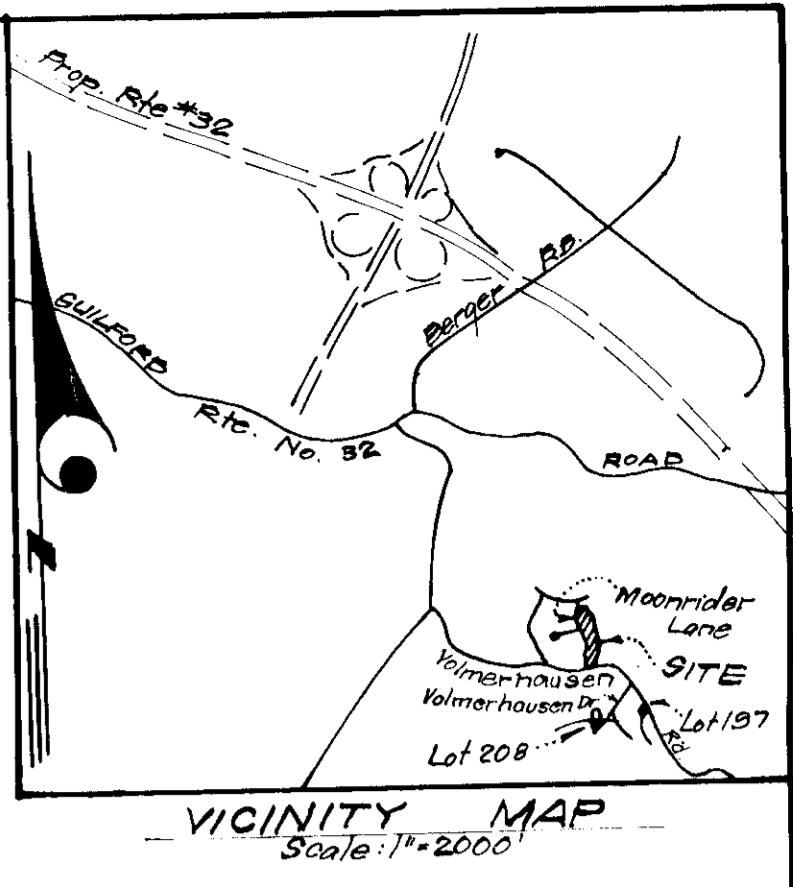 Prop. Rte #32
Berger RD.
GUILFORD
Rte. No. 32
ROAD
Moonrider
Lane
SITE
Volmerhausen
Rd
Volmerhausen Dr
Lot 197
Lot 208
VICINITY MAP
Scale: 1"=2000'